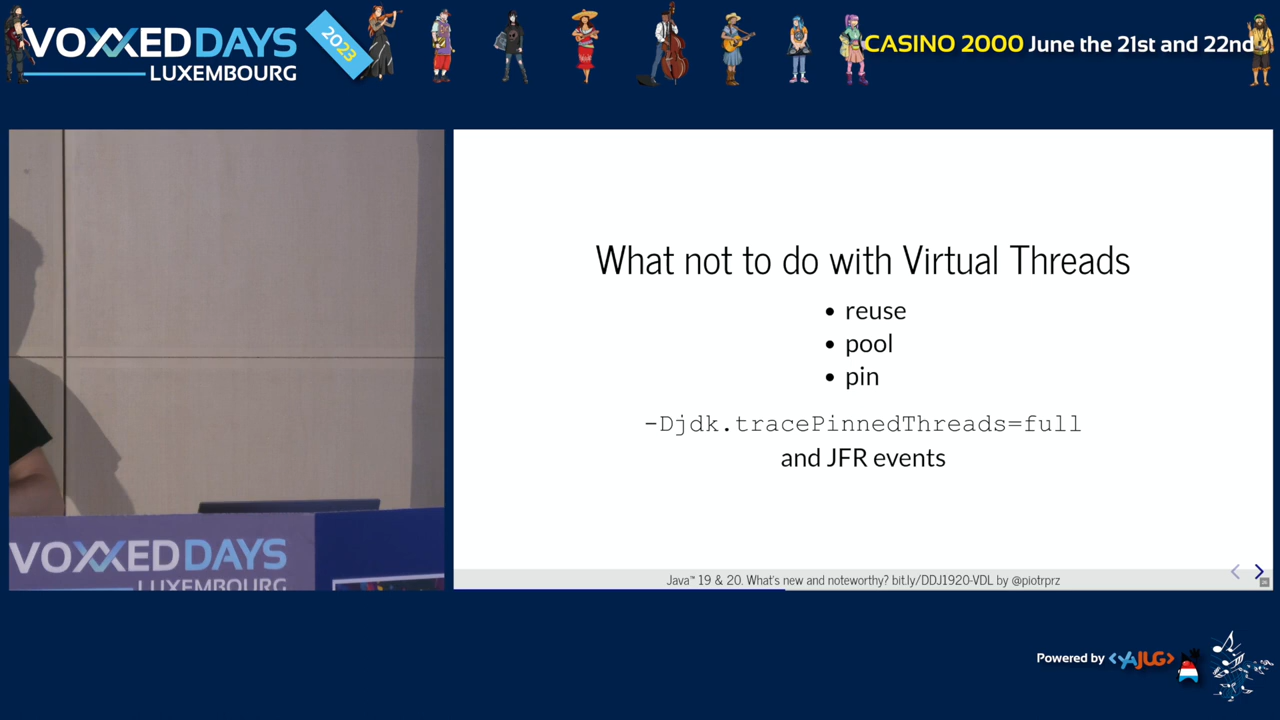 VOXXED DAYS
LUXEMBOURG
2023
CASINO 2000 June the 21st and 22nd
What not to do with Virtual Threads
• reuse
• pool
• pin
-Djdk.tracePinnedThreads=full
and JFR events
Java™ 19 & 20. What's new and noteworthy? bit.ly/DDJ1920-VDL by @piotrprz
VOXXED DAYS
LUXEMBOURG
Powered by <YAJUG>